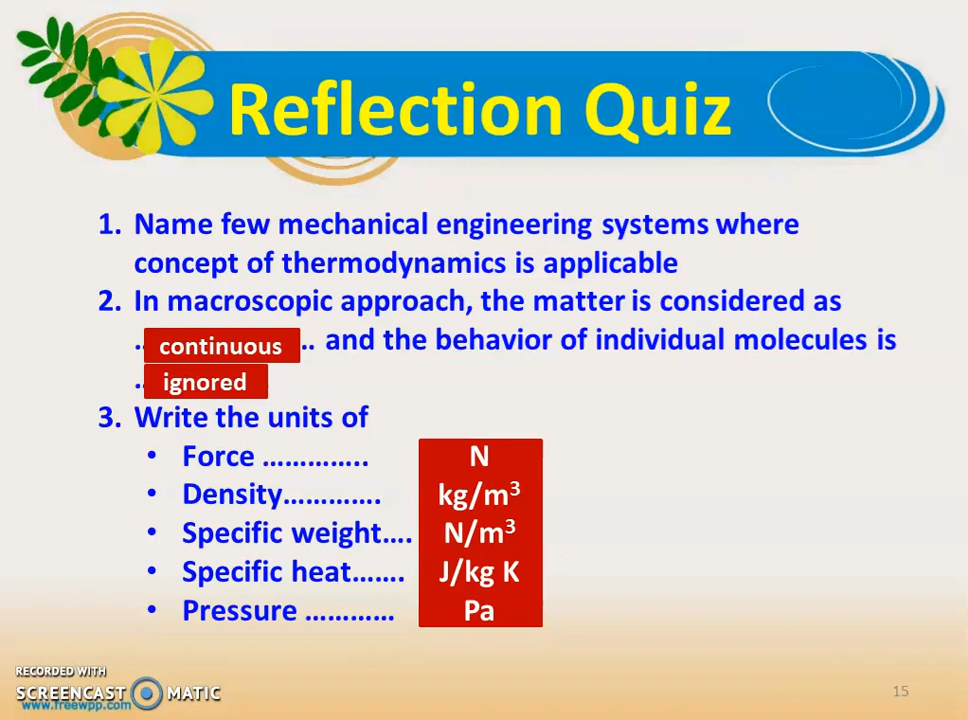 Reflection Quiz
1. Name few mechanical engineering systems where
concept of thermodynamics is applicable
2. In macroscopic approach, the matter is considered as
..continuous.. and the behavior of individual molecules is
..ignored
3. Write the units of
• Force ………….. N
• Density…………. kg/m³
• Specific weight…. N/m³
• Specific heat……. J/kg K
• Pressure ………… Pa
RECORDED WITH
SCREENCAST MATIC
www.freewpp.com
15